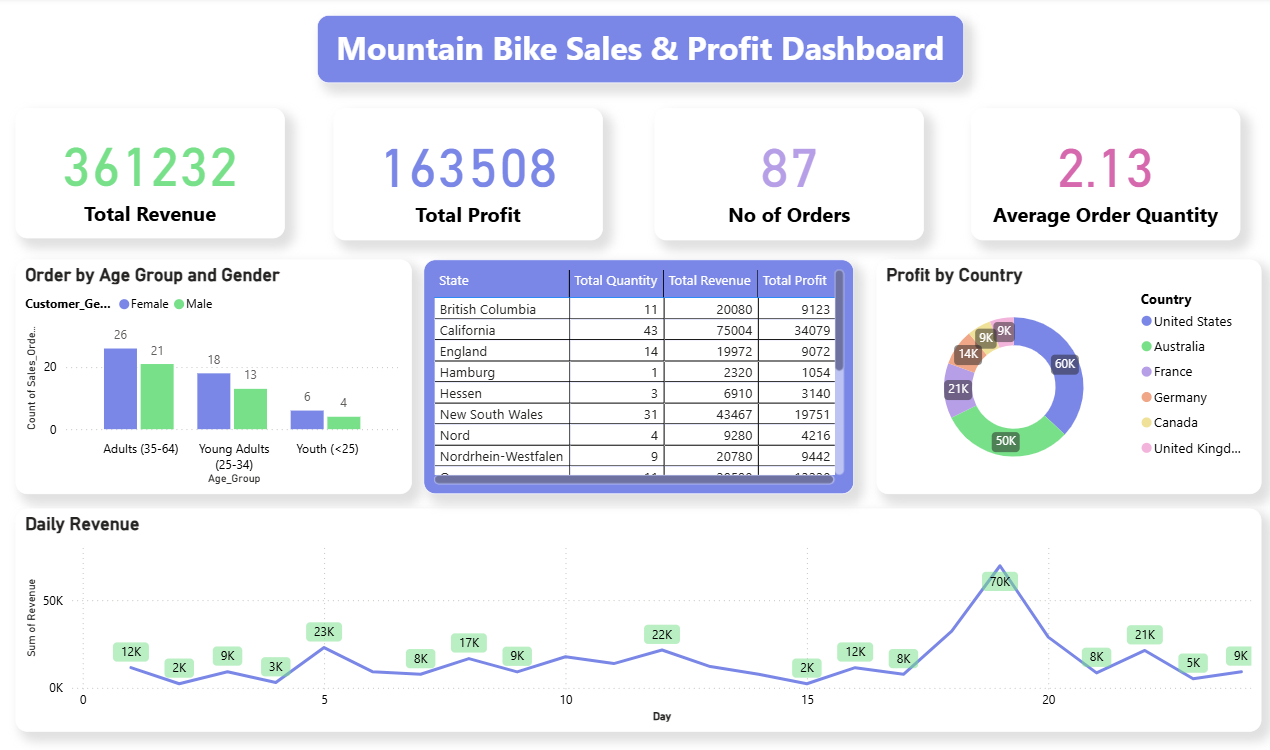 Mountain Bike Sales & Profit Dashboard
361232
Total Revenue
163508
Total Profit
87
No of Orders
2.13
Average Order Quantity
Order by Age Group and Gender
Customer_Ge... Female Male
Count of Sales_Orde...
20
0
26
21
18
13
6
4
Adults (35-64)
Young Adults
(25-34)
Youth (<25)
Age_Group
State Total Quantity Total Revenue Total Profit
British Columbia 11 20080 9123
California 43 75004 34079
England 14 19972 9072
Hamburg 1 2320 1054
Hessen 3 6910 3140
New South Wales 31 43467 19751
Nord 4 9280 4216
Nordrhein-Westfalen 9 20780 9442
Profit by Country
60K
50K
21K
14K
9K
9K
Country
United States
Australia
France
Germany
Canada
United Kingd...
Daily Revenue
Sum of Revenue
50K
0K
12K
2K
9K
3K
23K
8K
17K
9K
22K
2K
12K
8K
70K
8K
21K
5K
9K
0 5 10 15 20
Day